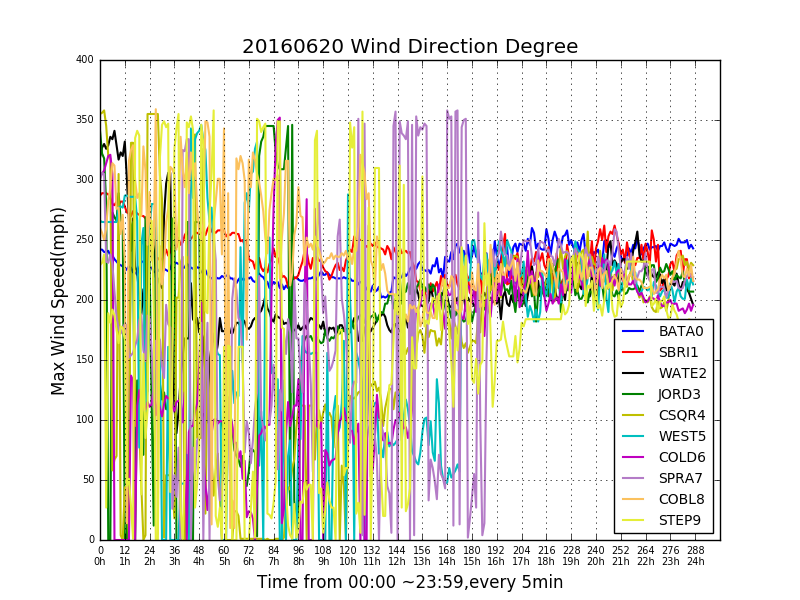 20160620 Wind Direction Degree
Max Wind Speed(mph)
400
350
300
250
200
150
100
50
0
BATA0
SBRI1
WATE2
JORD3
CSQR4
WEST5
COLD6
SPRA7
COBL8
STEP9
0 12 24 36 48 60 72 84 96 108 120 132 144 156 168 180 192 204 216 228 240 252 264 276 288
0h 1h 2h 3h 4h 5h 6h 7h 8h 9h 10h 11h 12h 13h 14h 15h 16h 17h 18h 19h 20h 21h 22h 23h 24h
Time from 00:00 ~23:59,every 5min